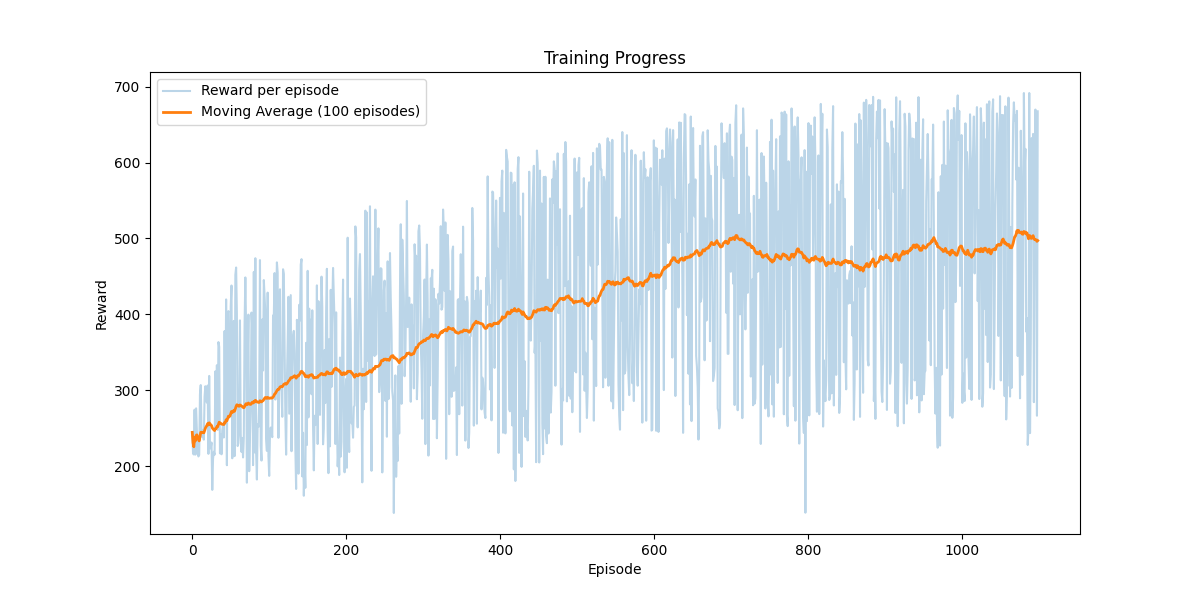 Training Progress
Reward per episode
Moving Average (100 episodes)
700
600
500
400
300
200
Reward
0
200
400
600
800
1000
Episode